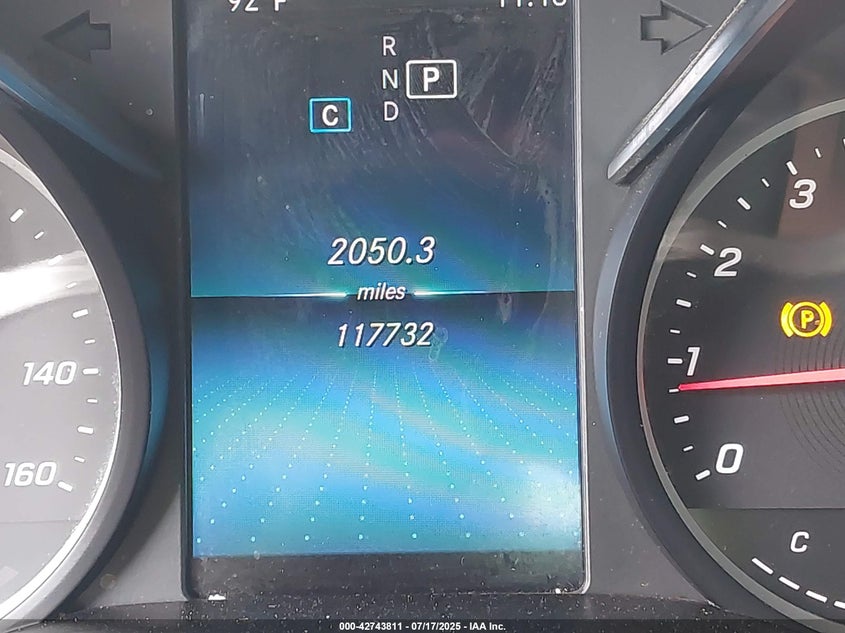 R
N P
C D
2050.3
miles
117732
140
160
3
2
1
0
P
C
000-42743811 - 07/17/2025 - IAA Inc.